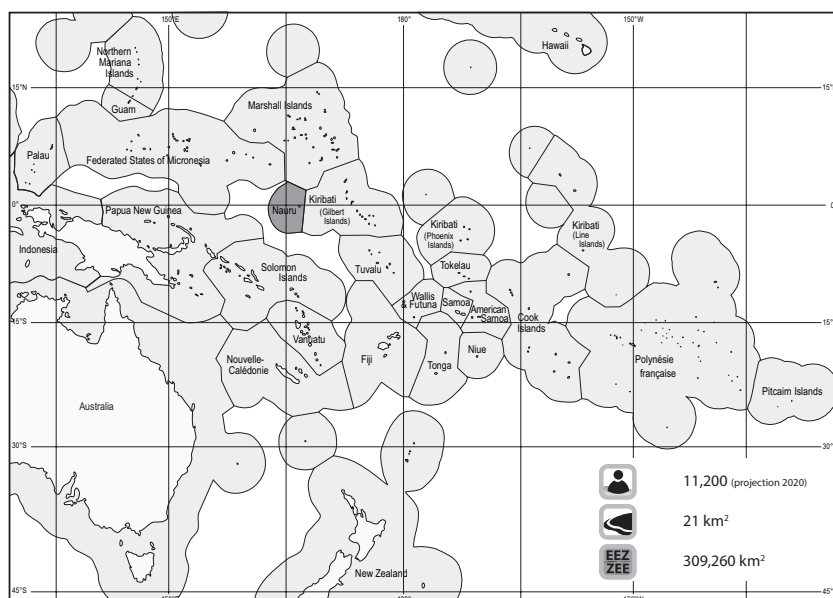 150°E
180°
150°W
Hawaii
Northern
Mariana
Islands
15°N
15°N
Guam
Marshall Islands
Palau
Federated States of Micronesia
0°
0°
Nauru
Kiribati
(Gilbert
Islands)
Papua New Guinea
Kiribati
(Phoenix
Islands)
Kiribati
(Line
Islands)
Indonesia
Solomon
Islands
Tuvalu
Tokelau
Wallis
& Futuna
Samoa
American
Samoa
Cook
Islands
15°S
15°S
Vanuatu
Nouvelle-
Calédonie
Fiji
Tonga
Niue
Polynésie
française
Pitcairn Islands
Australia
30°S
30°S
11,200 (projection 2020)
21 km²
EEZ
ZEE
309,260 km²
New Zealand
45°S
45°S